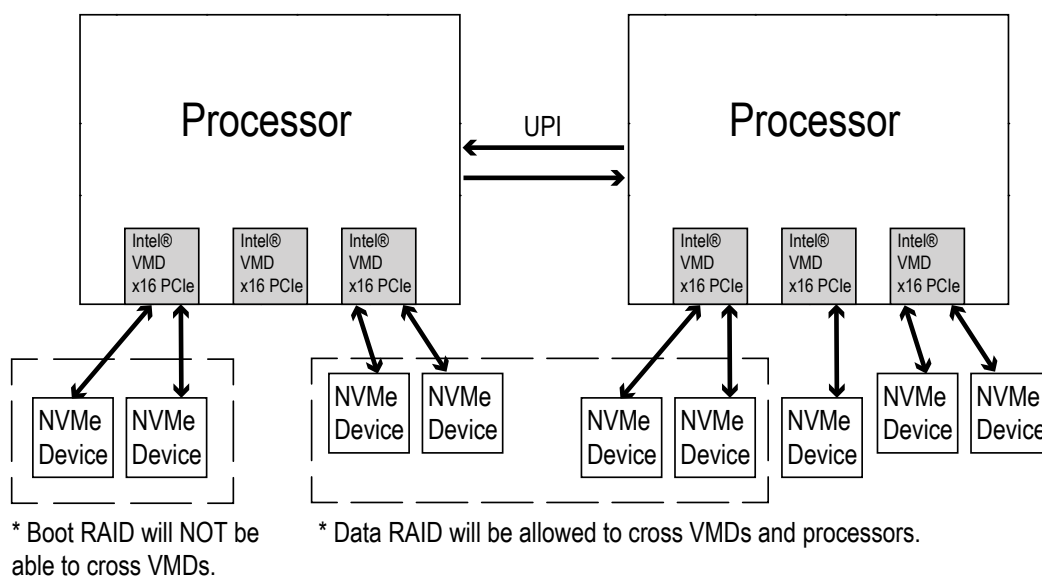 Processor
UPI
Processor
Intel®
VMD
x16 PCIe
Intel®
VMD
x16 PCIe
Intel®
VMD
x16 PCIe
Intel®
VMD
x16 PCIe
Intel®
VMD
x16 PCIe
Intel®
VMD
x16 PCIe
NVMe
Device
NVMe
Device
NVMe
Device
NVMe
Device
NVMe
Device
NVMe
Device
NVMe
Device
NVMe
Device
NVMe
Device
* Boot RAID will NOT be
able to cross VMDs.
* Data RAID will be allowed to cross VMDs and processors.